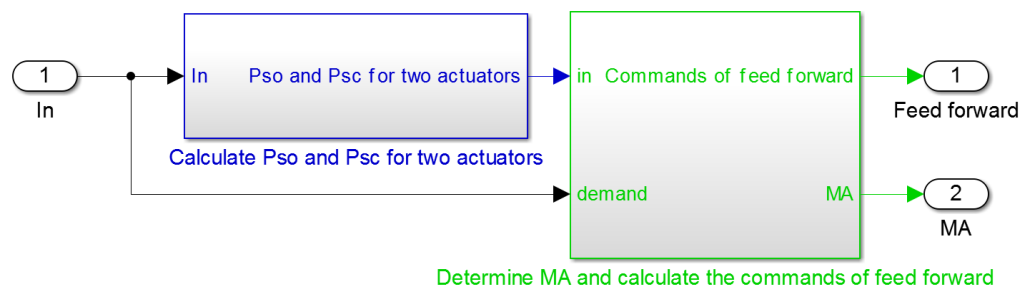 1
In
In
Pso and Psc for two actuators
Calculate Pso and Psc for two actuators
in
Commands of feed forward
demand
MA
Determine MA and calculate the commands of feed forward
1
Feed forward
2
MA